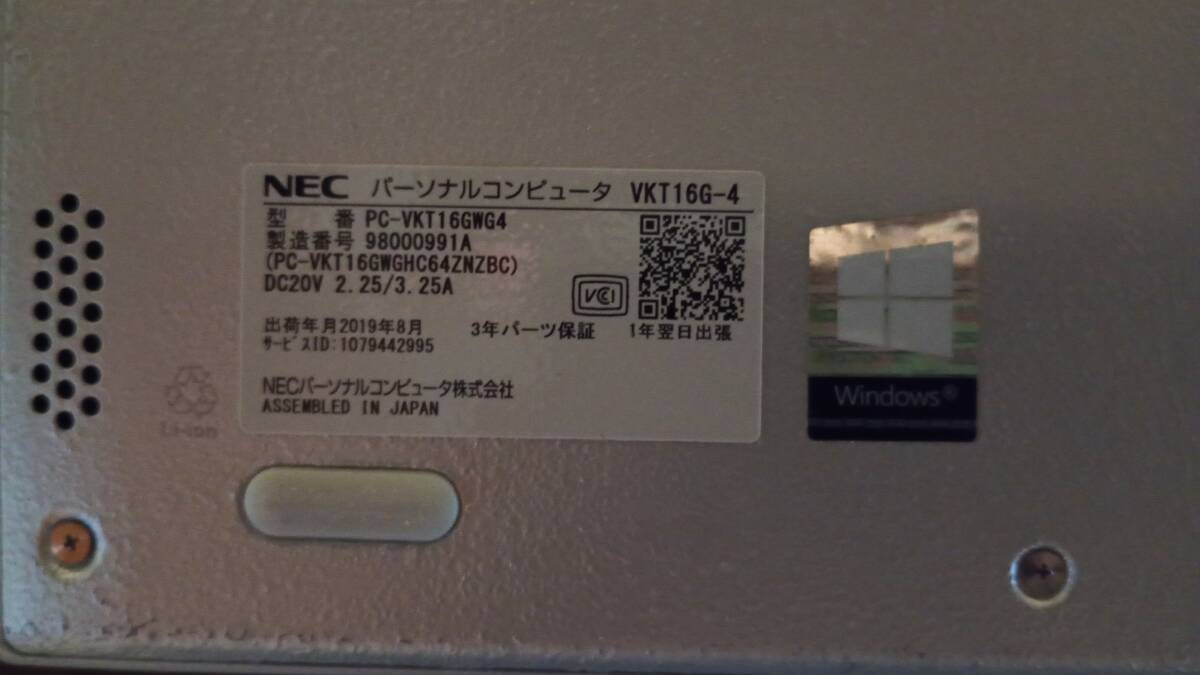 NEC パーソナルコンピュータ VKT16G-4
型 番 PC-VKT16GWG4
製造番号 98000991A
(PC-VKT16GWGHC64ZNZBC)
DC20V 2.25/3.25A
VCCI
出荷年月2019年8月 3年パーツ保証 1年翌日出張
サービスID:1079442995
NECパーソナルコンピュータ株式会社
ASSEMBLED IN JAPAN
Li-ion
Windows®